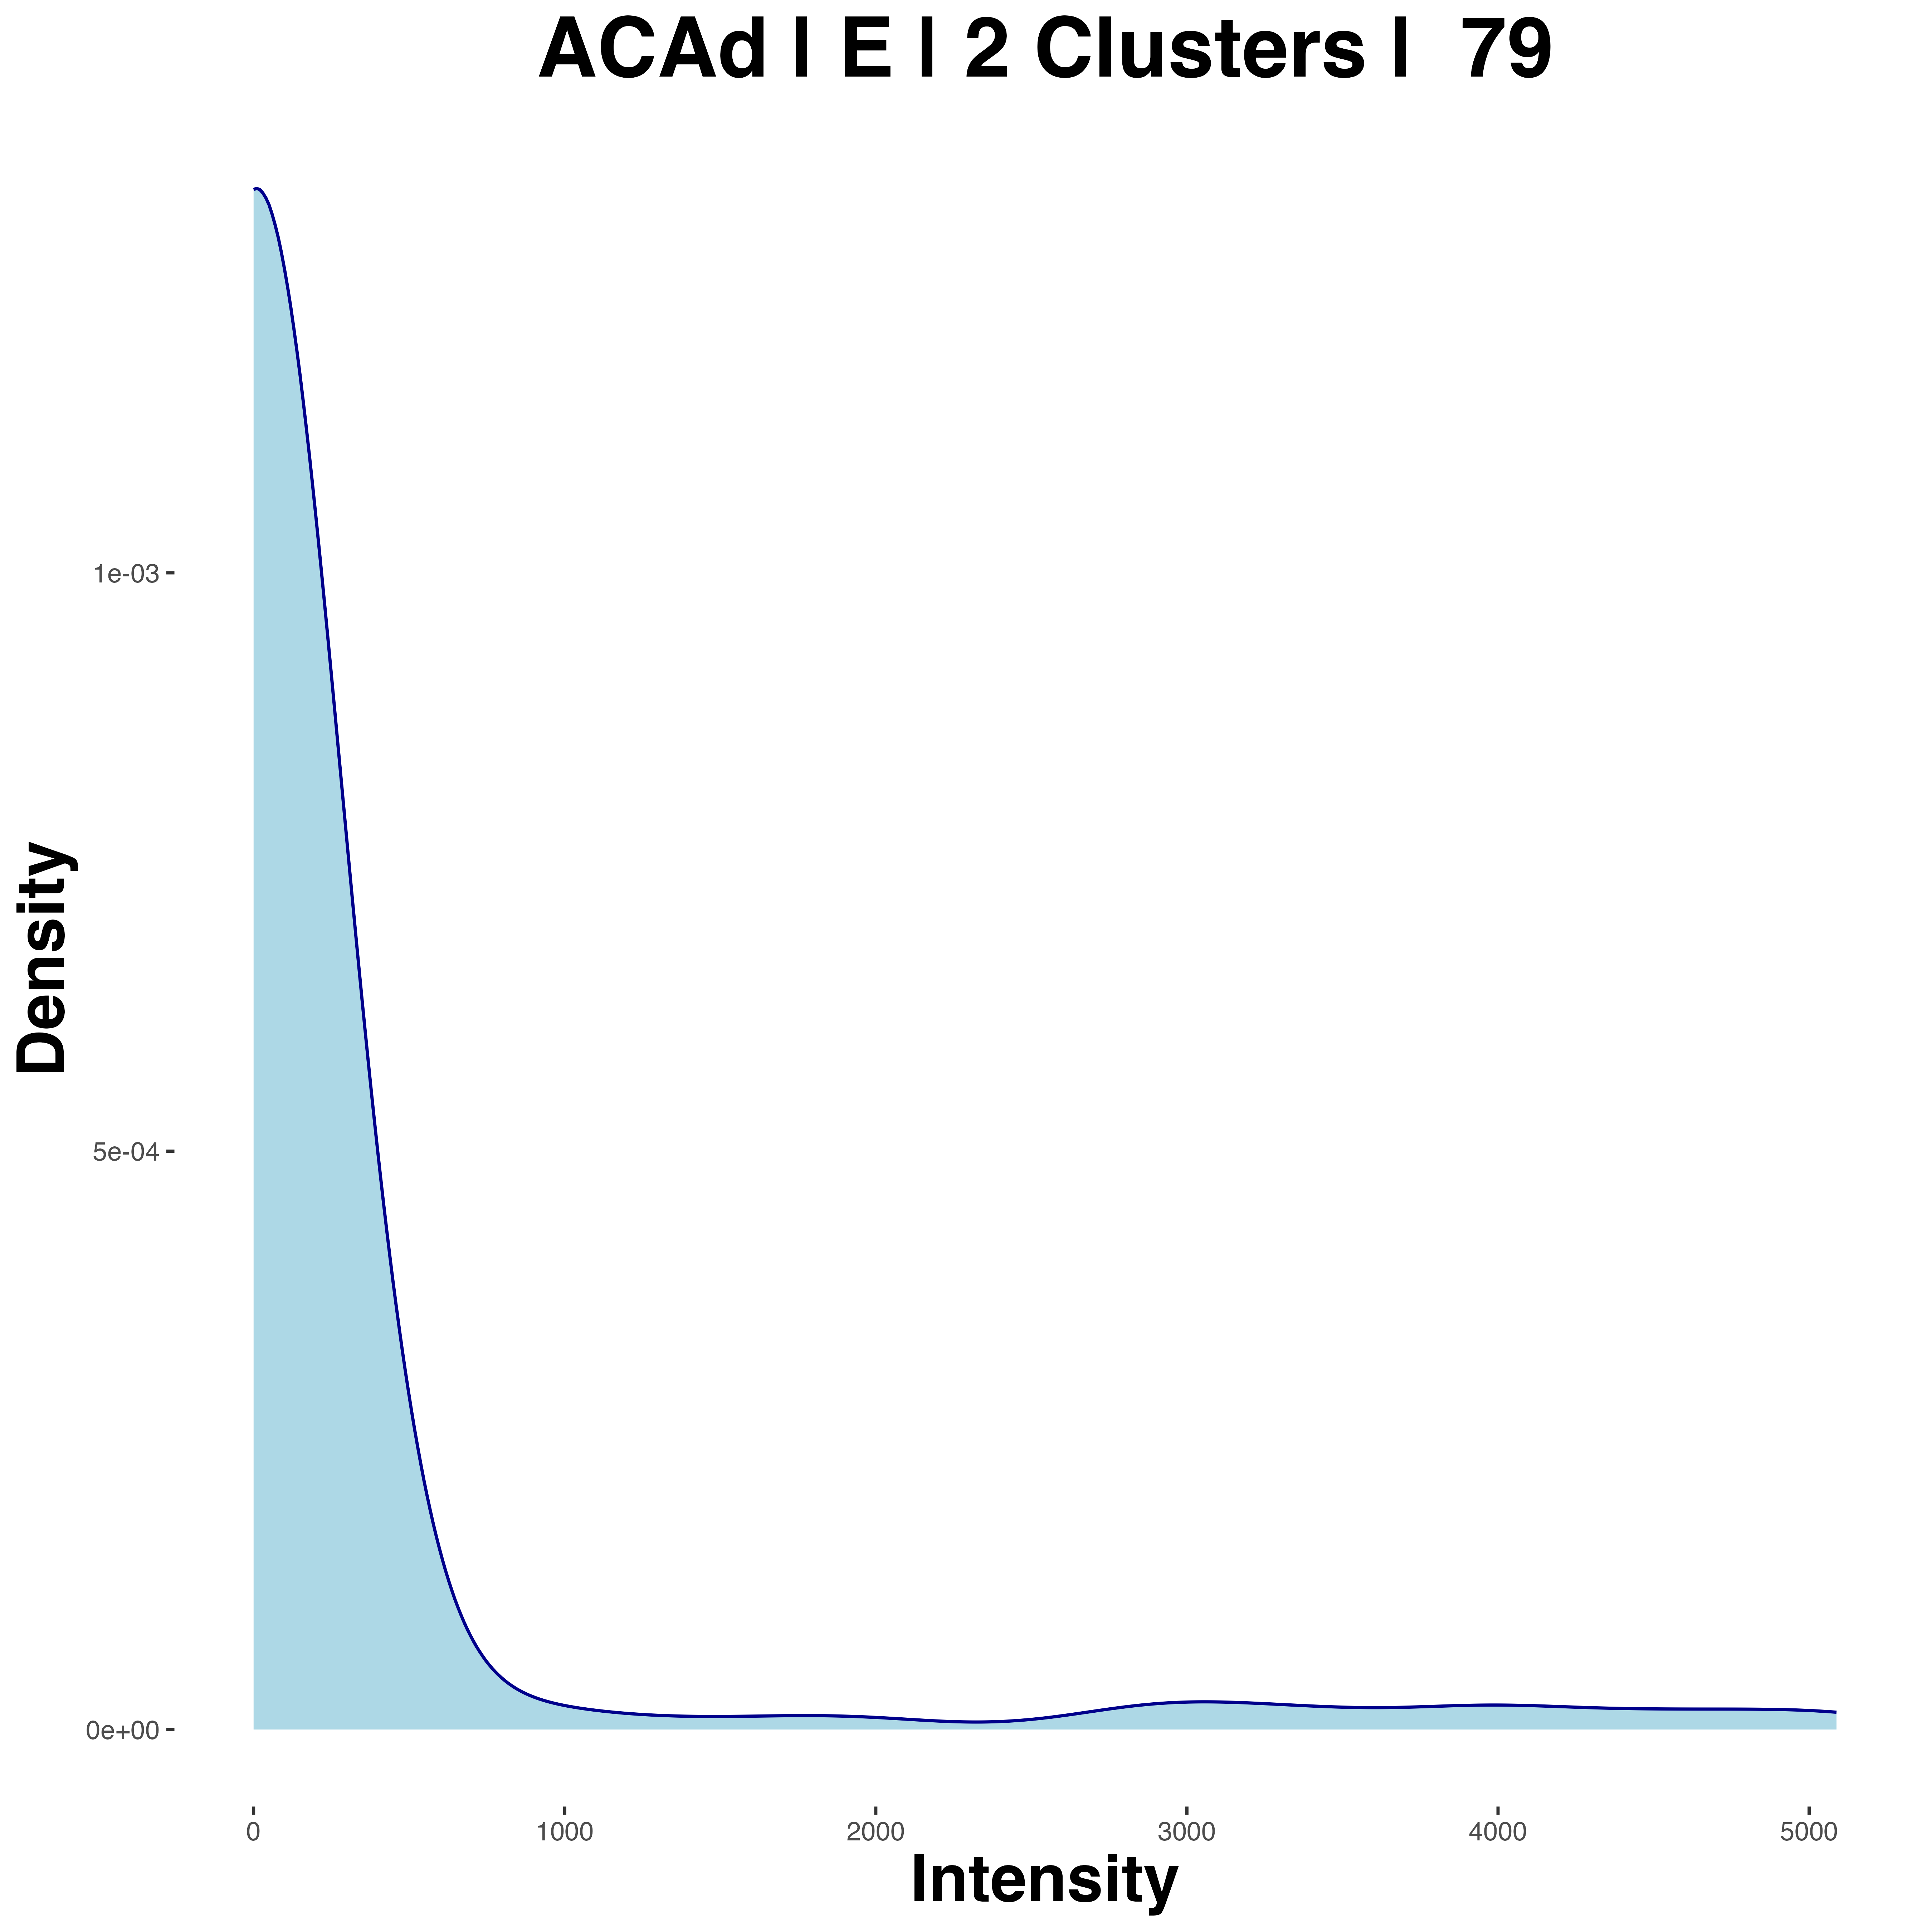 ACAd | E | 2 Clusters | 79
Density
1e-03
5e-04
0e+00
0 1000 2000 3000 4000 5000
Intensity